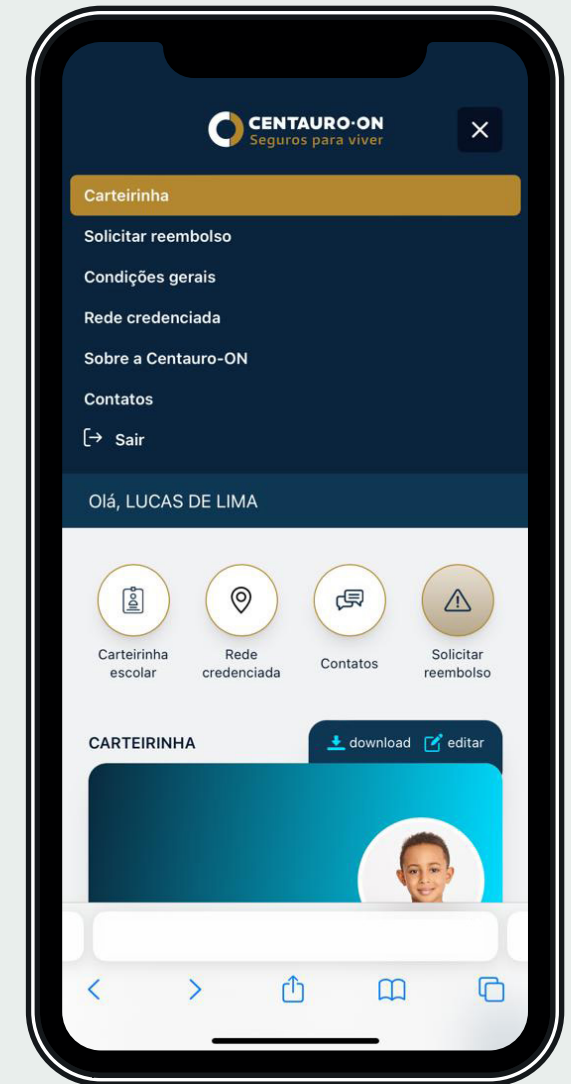 CENTAURO·ON
Seguros para viver
Carteirinha
Solicitar reembolso
Condições gerais
Rede credenciada
Sobre a Centauro-ON
Contatos
Sair
Olá, LUCAS DE LIMA
Carteirinha
escolar
Rede
credenciada
Contatos
Solicitar
reembolso
CARTEIRINHA
download
editar